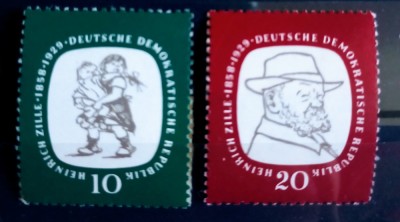 HEINRICH ZILLE · 1858-1929 · DEUTSCHE DEMOKRATISCHE REPUBLIK
10
HEINRICH ZILLE · 1858-1929 · DEUTSCHE DEMOKRATISCHE REPUBLIK
20